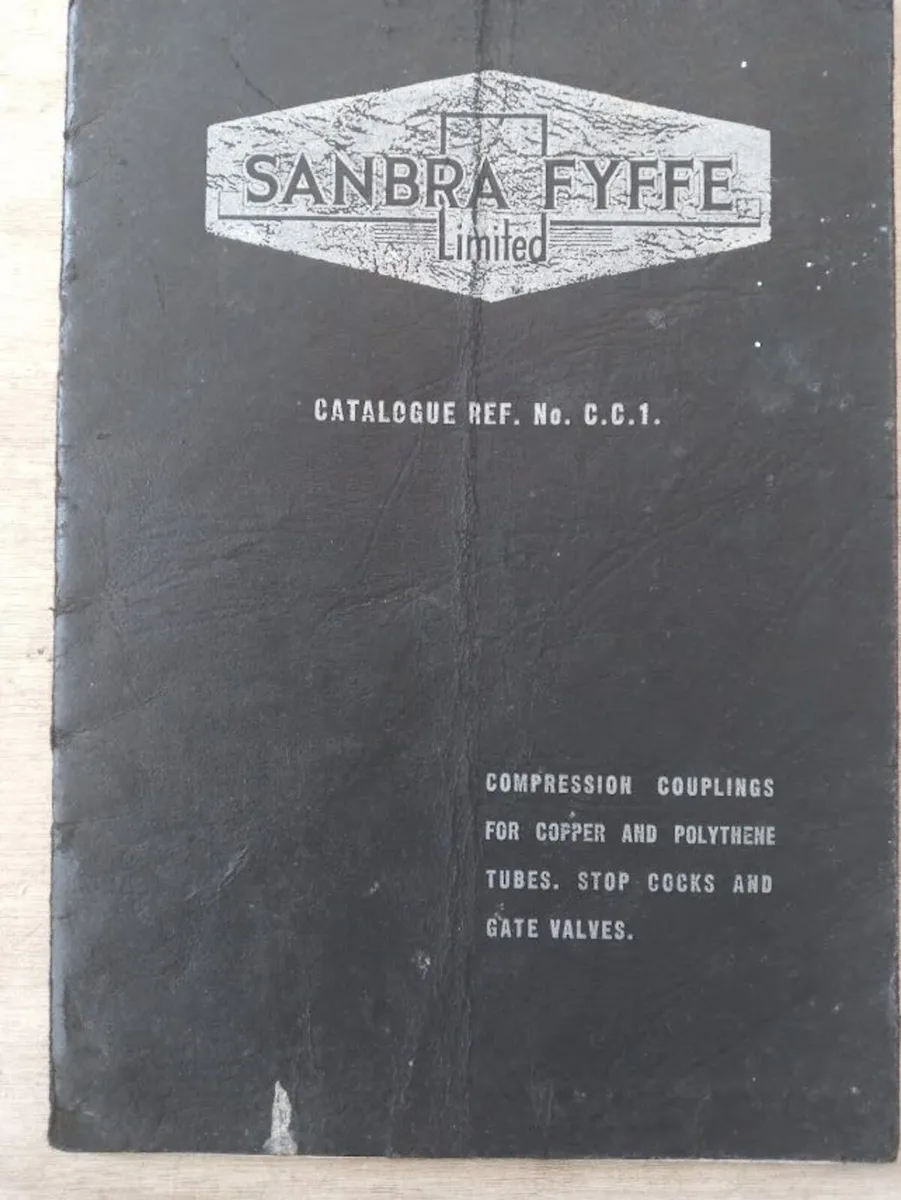 SANBRA FYFFE
Limited
CATALOGUE REF. No. C.C.1.
COMPRESSION COUPLINGS
FOR COPPER AND POLYTHENE
TUBES. STOP COCKS AND
GATE VALVES.